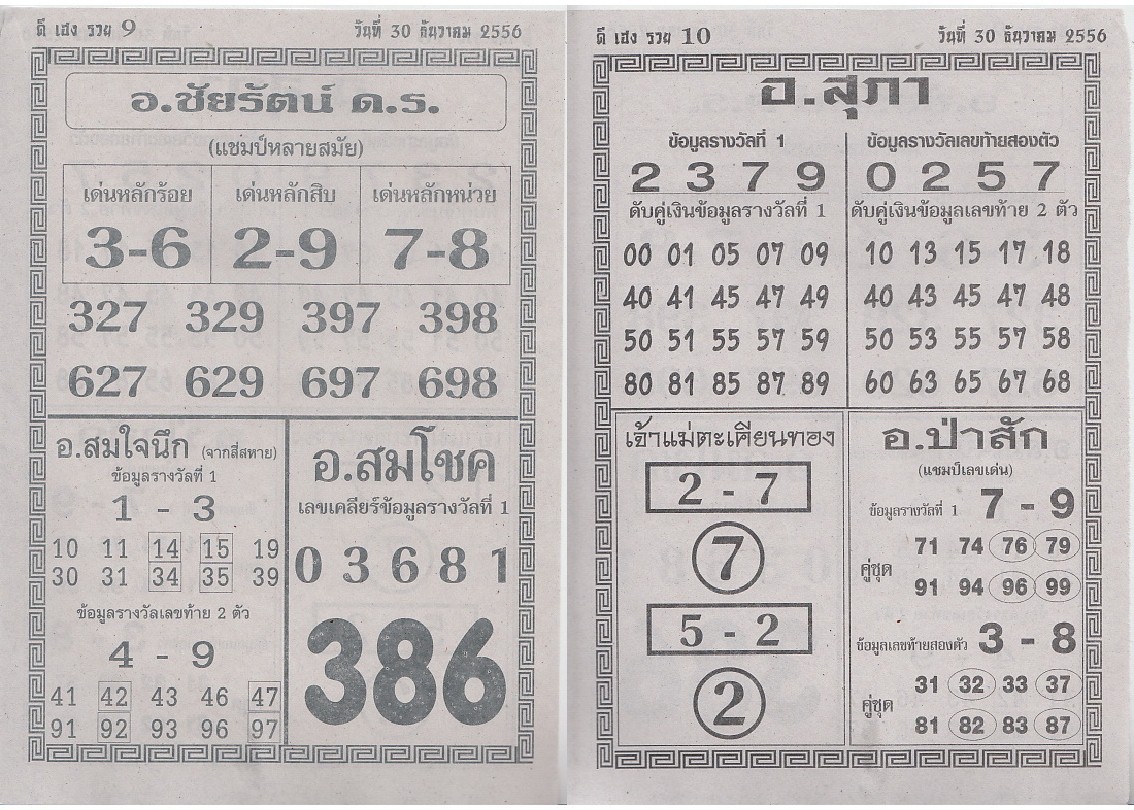 ดี เฮง รวย 9 วันที่ 30 ธันวาคม 2556
อ.ชัยรัตน์ ด.ร.
(แชมป์หลายสมัย)
เด่นหลักร้อย เด่นหลักสิบ เด่นหลักหน่วย
3-6 2-9 7-8
327 329 397 398
627 629 697 698
อ.สมใจนึก (จากสี่สหาย)
ข้อมูลรางวัลที่ 1
1 - 3
10 11 14 15 19
30 31 34 35 39
ข้อมูลรางวัลเลขท้าย 2 ตัว
4 - 9
41 42 43 46 47
91 92 93 96 97
อ.สมโชค
เลขเคลียร์ข้อมูลรางวัลที่ 1
0 3 6 8 1
386
ดี เฮง รวย 10 วันที่ 30 ธันวาคม 2556
อ.สุภา
ข้อมูลรางวัลที่ 1
2 3 7 9
ดับคู่เงินข้อมูลรางวัลที่ 1
00 01 05 07 09
40 41 45 47 49
50 51 55 57 59
80 81 85 87 89
ข้อมูลรางวัลเลขท้ายสองตัว
0 2 5 7
ดับคู่เงินข้อมูลเลขท้าย 2 ตัว
10 13 15 17 18
40 43 45 47 48
50 53 55 57 58
60 63 65 67 68
เจ้าแม่ตะเคียนทอง
2 - 7
7
5 - 2
2
อ.ป่าสัก
(แชมป์เลขเด่น)
ข้อมูลรางวัลที่ 1 7 - 9
คู่ชุด
71 74 76 79
91 94 96 99
ข้อมูลเลขท้ายสองตัว 3 - 8
คู่ชุด
31 32 33 37
81 82 83 87